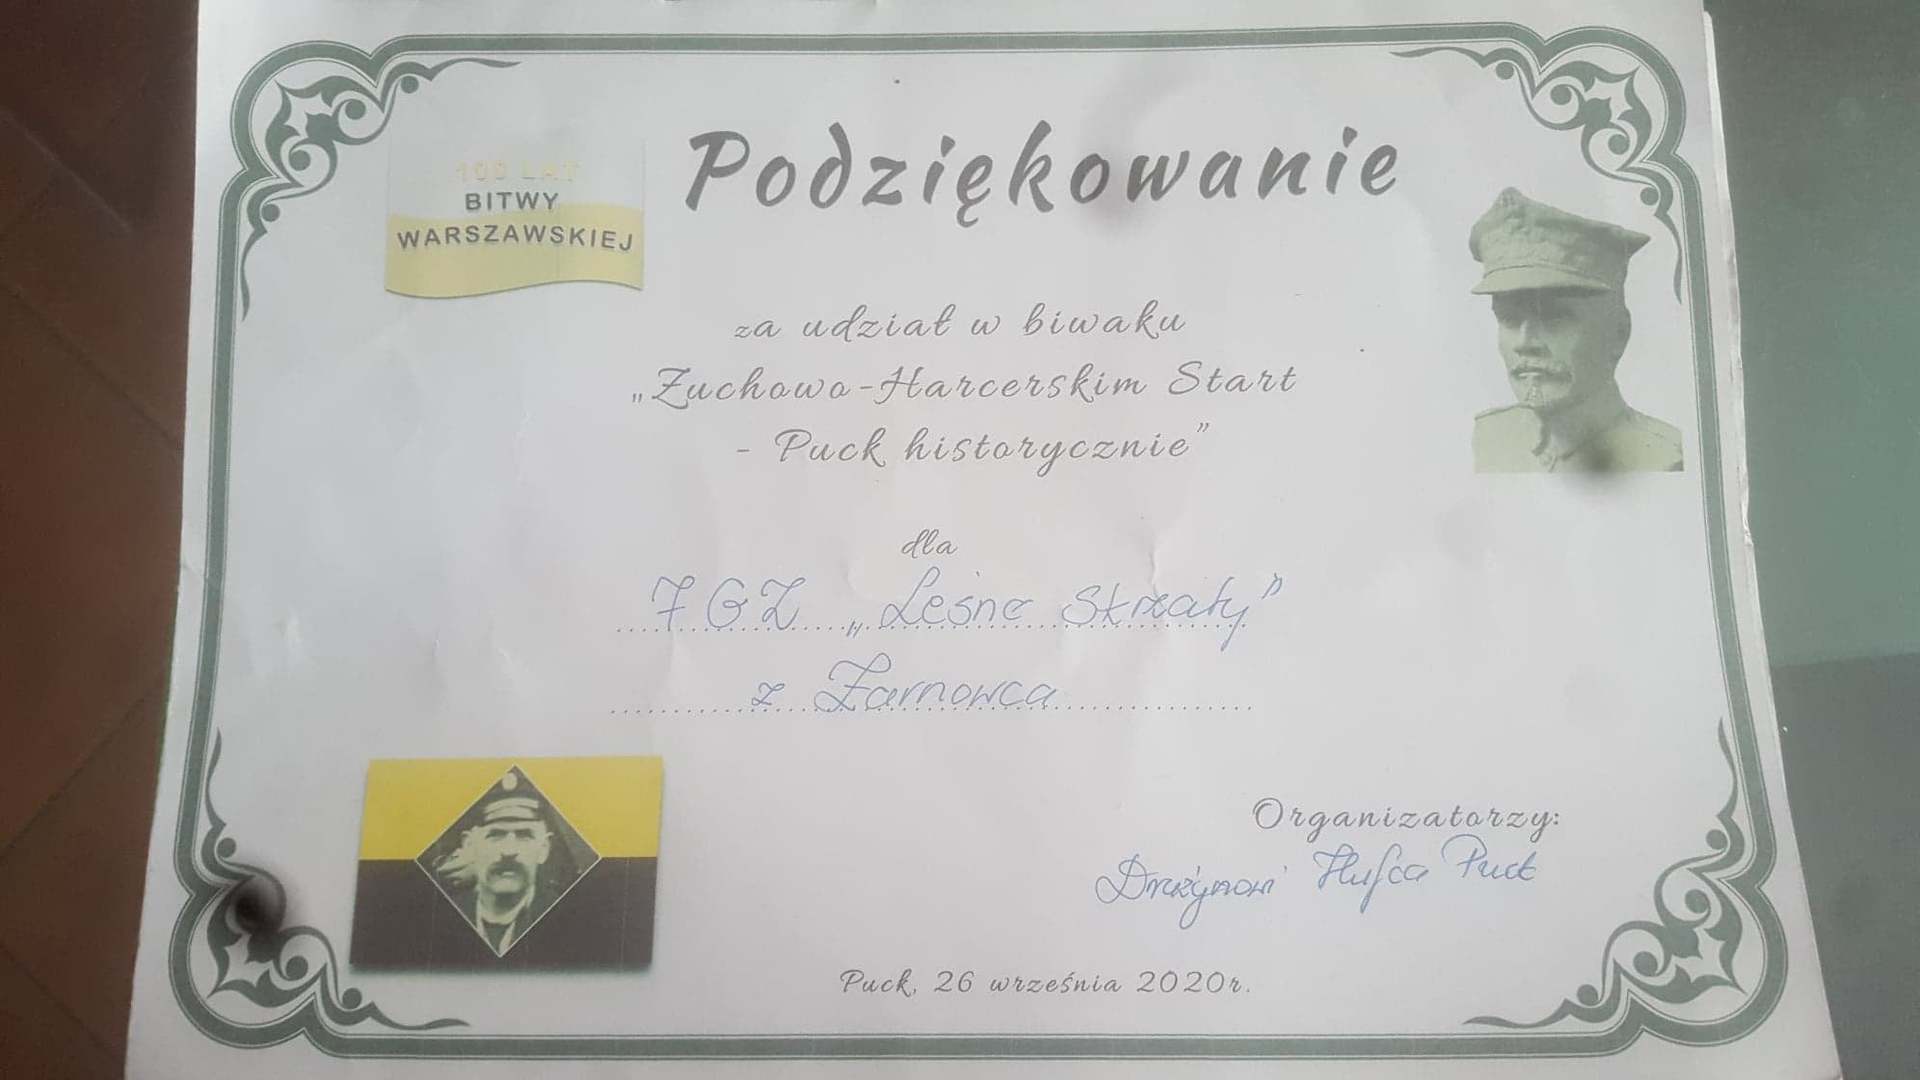 100 LAT
BITWY
WARSZAWSKIEJ
Podziękowanie
za udział w biwaku
„Zuchowo-Harcerskim Start
- Puck historycznie”
dla
7 GZ „Leśne Skrzaty”
z Żarnowca
Organizatorzy:
Drużynowi Hufca Puck
Puck, 26 września 2020r.